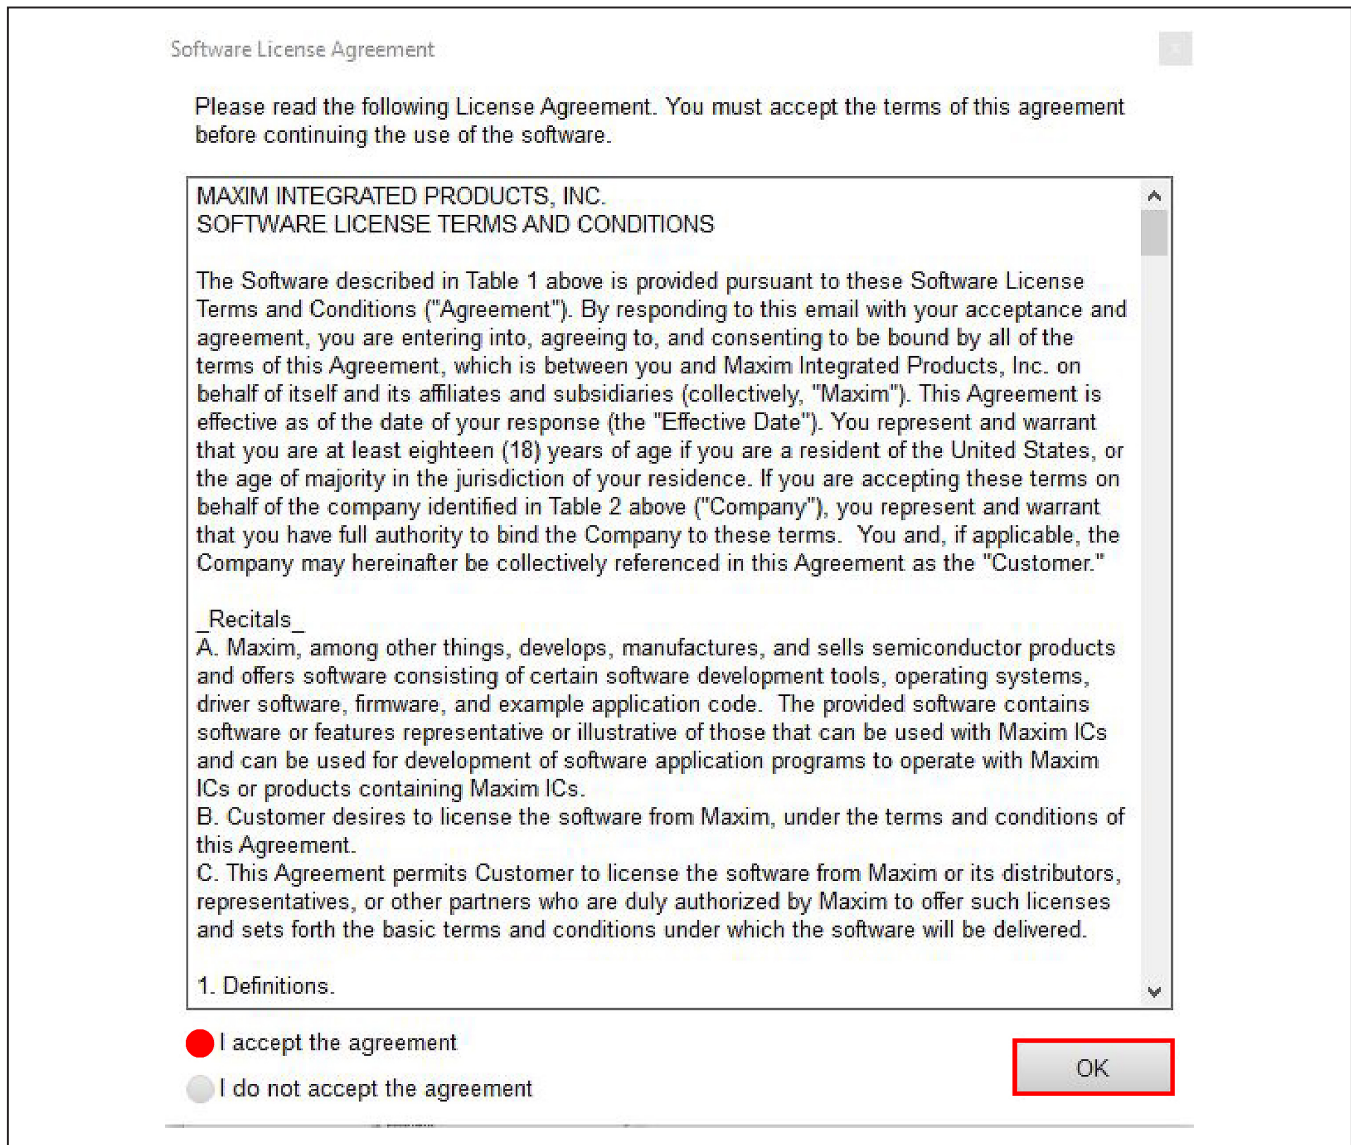 Software License Agreement
x
Please read the following License Agreement. You must accept the terms of this agreement
before continuing the use of the software.
MAXIM INTEGRATED PRODUCTS, INC.
SOFTWARE LICENSE TERMS AND CONDITIONS
The Software described in Table 1 above is provided pursuant to these Software License
Terms and Conditions ("Agreement"). By responding to this email with your acceptance and
agreement, you are entering into, agreeing to, and consenting to be bound by all of the
terms of this Agreement, which is between you and Maxim Integrated Products, Inc. on
behalf of itself and its affiliates and subsidiaries (collectively, "Maxim"). This Agreement is
effective as of the date of your response (the "Effective Date"). You represent and warrant
that you are at least eighteen (18) years of age if you are a resident of the United States, or
the age of majority in the jurisdiction of your residence. If you are accepting these terms on
behalf of the company identified in Table 2 above ("Company"), you represent and warrant
that you have full authority to bind the Company to these terms.  You and, if applicable, the
Company may hereinafter be collectively referenced in this Agreement as the "Customer."
_Recitals_
A. Maxim, among other things, develops, manufactures, and sells semiconductor products
and offers software consisting of certain software development tools, operating systems,
driver software, firmware, and example application code.  The provided software contains
software or features representative or illustrative of those that can be used with Maxim ICs
and can be used for development of software application programs to operate with Maxim
ICs or products containing Maxim ICs.
B. Customer desires to license the software from Maxim, under the terms and conditions of
this Agreement.
C. This Agreement permits Customer to license the software from Maxim or its distributors,
representatives, or other partners who are duly authorized by Maxim to offer such licenses
and sets forth the basic terms and conditions under which the software will be delivered.
1. Definitions.
I accept the agreement
OK
I do not accept the agreement